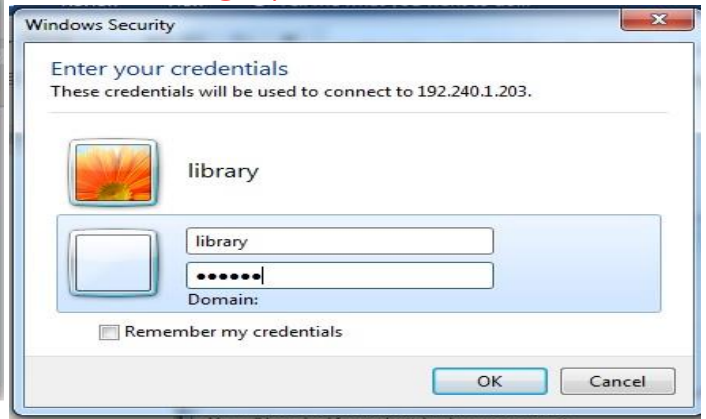 Windows Security
Enter your credentials
These credentials will be used to connect to 192.240.1.203.
library
library
••••••
Domain:
Remember my credentials
OK
Cancel